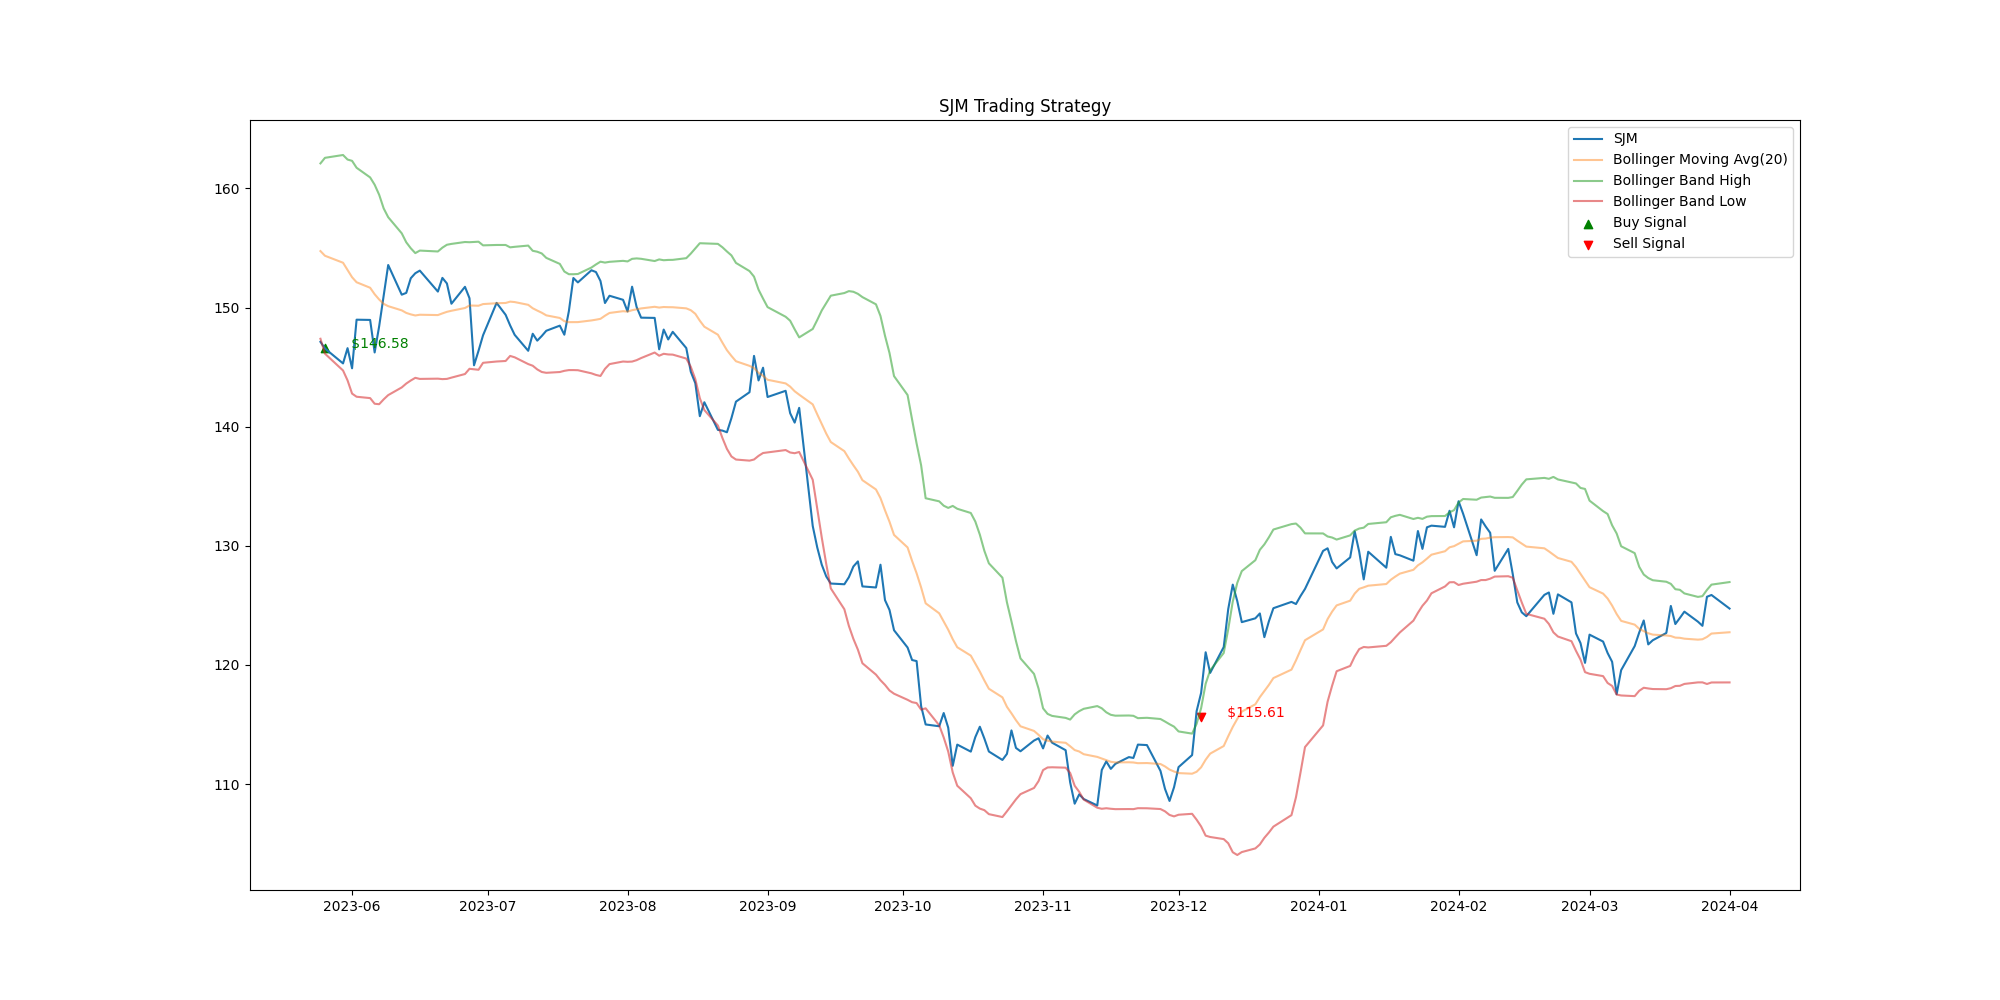 SJM Trading Strategy
SJM
Bollinger Moving Avg(20)
Bollinger Band High
Bollinger Band Low
Buy Signal
Sell Signal
160
150
140
130
120
110
$146.58
$115.61
2023-06 2023-07 2023-08 2023-09 2023-10 2023-11 2023-12 2024-01 2024-02 2024-03 2024-04